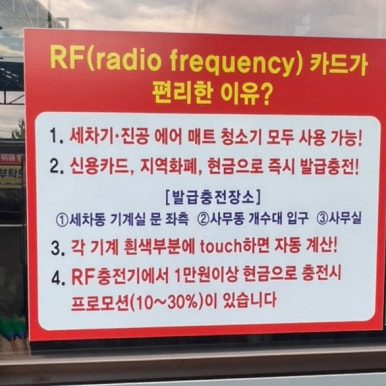 RF(radio frequency) 카드가
편리한 이유?
1. 세차기·진공 에어 매트 청소기 모두 사용 가능!
2. 신용카드, 지역화폐, 현금으로 즉시 발급충전!
[발급충전장소]
①세차동 기계실 문 좌측 ②사무동 개수대 입구 ③사무실
3. 각 기계 흰색부분에 touch하면 자동 계산!
4. RF충전기에서 1만원이상 현금으로 충전시
프로모션(10~30%)이 있습니다